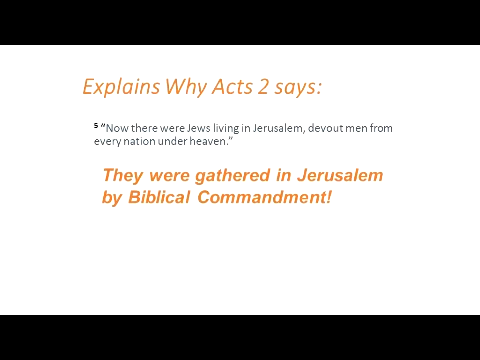 Explains Why Acts 2 says:
⁵ “Now there were Jews living in Jerusalem, devout men from
every nation under heaven.”
They were gathered in Jerusalem
by Biblical Commandment!